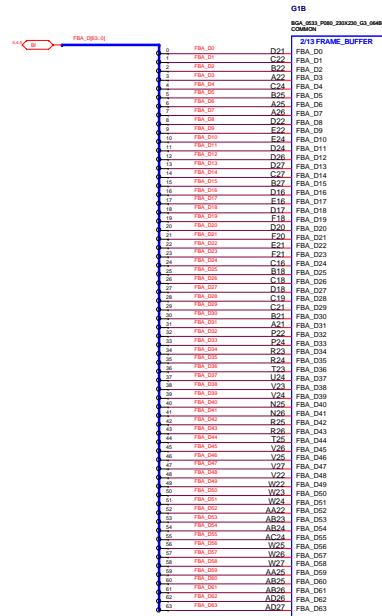 G1B
BGA_0533_P080_230X230_G3_064B
COMMON
2/13 FRAME_BUFFER
BI FBA_D[63..0]
0 FBA_D0 D21 FBA_D0
1 FBA_D1 C22 FBA_D1
2 FBA_D2 B22 FBA_D2
3 FBA_D3 A22 FBA_D3
4 FBA_D4 C24 FBA_D4
5 FBA_D5 B25 FBA_D5
6 FBA_D6 A25 FBA_D6
7 FBA_D7 A26 FBA_D7
8 FBA_D8 D22 FBA_D8
9 FBA_D9 E22 FBA_D9
10 FBA_D10 E24 FBA_D10
11 FBA_D11 D24 FBA_D11
12 FBA_D12 D26 FBA_D12
13 FBA_D13 D27 FBA_D13
14 FBA_D14 C27 FBA_D14
15 FBA_D15 B27 FBA_D15
16 FBA_D16 D16 FBA_D16
17 FBA_D17 E16 FBA_D17
18 FBA_D18 D17 FBA_D18
19 FBA_D19 F18 FBA_D19
20 FBA_D20 D20 FBA_D20
21 FBA_D21 F20 FBA_D21
22 FBA_D22 E21 FBA_D22
23 FBA_D23 F21 FBA_D23
24 FBA_D24 C16 FBA_D24
25 FBA_D25 B18 FBA_D25
26 FBA_D26 C18 FBA_D26
27 FBA_D27 D18 FBA_D27
28 FBA_D28 C19 FBA_D28
29 FBA_D29 C21 FBA_D29
30 FBA_D30 B21 FBA_D30
31 FBA_D31 A21 FBA_D31
32 FBA_D32 P22 FBA_D32
33 FBA_D33 P24 FBA_D33
34 FBA_D34 R23 FBA_D34
35 FBA_D35 R24 FBA_D35
36 FBA_D36 T23 FBA_D36
37 FBA_D37 U24 FBA_D37
38 FBA_D38 V23 FBA_D38
39 FBA_D39 V24 FBA_D39
40 FBA_D40 N25 FBA_D40
41 FBA_D41 N26 FBA_D41
42 FBA_D42 R25 FBA_D42
43 FBA_D43 R26 FBA_D43
44 FBA_D44 T25 FBA_D44
45 FBA_D45 V26 FBA_D45
46 FBA_D46 V25 FBA_D46
47 FBA_D47 V27 FBA_D47
48 FBA_D48 V22 FBA_D48
49 FBA_D49 W22 FBA_D49
50 FBA_D50 W23 FBA_D50
51 FBA_D51 W24 FBA_D51
52 FBA_D52 AA22 FBA_D52
53 FBA_D53 AB23 FBA_D53
54 FBA_D54 AB24 FBA_D54
55 FBA_D55 AC24 FBA_D55
56 FBA_D56 W25 FBA_D56
57 FBA_D57 W26 FBA_D57
58 FBA_D58 W27 FBA_D58
59 FBA_D59 AA25 FBA_D59
60 FBA_D60 AB25 FBA_D60
61 FBA_D61 AB26 FBA_D61
62 FBA_D62 AD26 FBA_D62
63 FBA_D63 AD27 FBA_D63